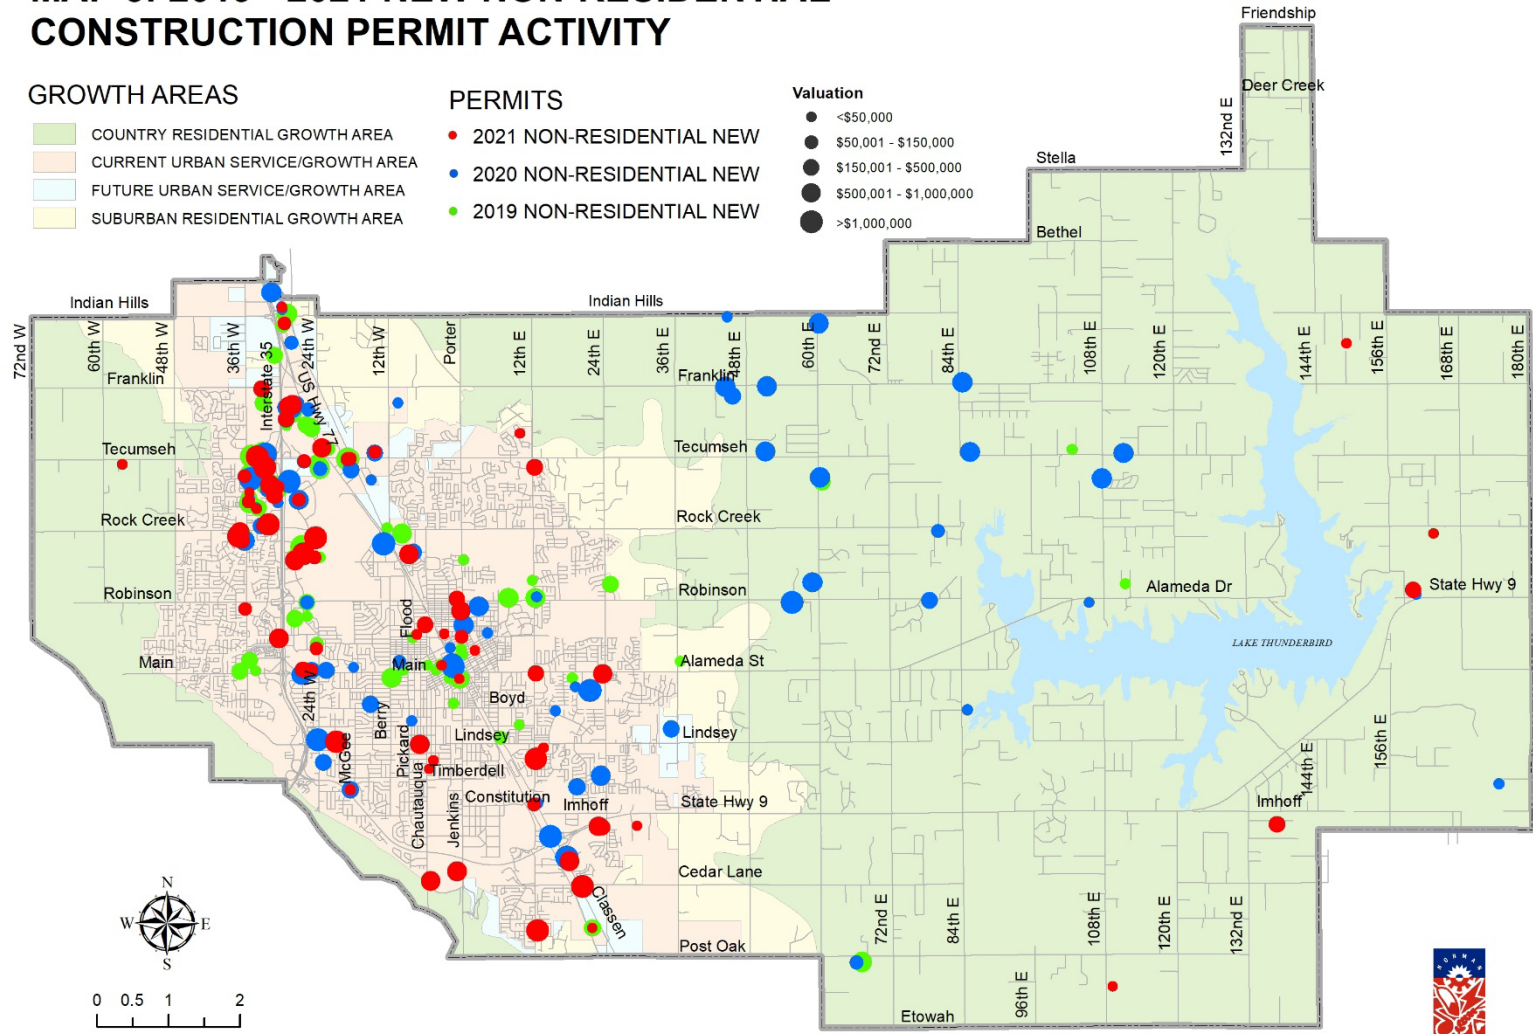 CONSTRUCTION PERMIT ACTIVITY
GROWTH AREAS
COUNTRY RESIDENTIAL GROWTH AREA
CURRENT URBAN SERVICE/GROWTH AREA
FUTURE URBAN SERVICE/GROWTH AREA
SUBURBAN RESIDENTIAL GROWTH AREA
PERMITS
2021 NON-RESIDENTIAL NEW
2020 NON-RESIDENTIAL NEW
2019 NON-RESIDENTIAL NEW
Valuation
<$50,000
$50,001 - $150,000
$150,001 - $500,000
$500,001 - $1,000,000
>$1,000,000
Friendship
Deer Creek
132nd E
Stella
Bethel
Indian Hills
Indian Hills
72nd W
60th W
48th W
36th W
Interstate 35
24th W
US Hwy 77
12th W
Porter
12th E
24th E
36th E
48th E
60th E
72nd E
84th E
108th E
120th E
144th E
156th E
168th E
180th E
Franklin
Franklin
Tecumseh
Tecumseh
Rock Creek
Rock Creek
Robinson
Robinson
Alameda Dr
State Hwy 9
Flood
Main
Main
Alameda St
LAKE THUNDERBIRD
24th W
Boyd
Berry
Pickard
Lindsey
Lindsey
McGee
Timberdell
Chautauqua
Jenkins
Constitution
Imhoff
State Hwy 9
156th E
144th E
Imhoff
Cedar Lane
Classen
Post Oak
72nd E
84th E
96th E
108th E
120th E
132nd E
Etowah
N
W
E
S
0 0.5 1 2
NORMAN